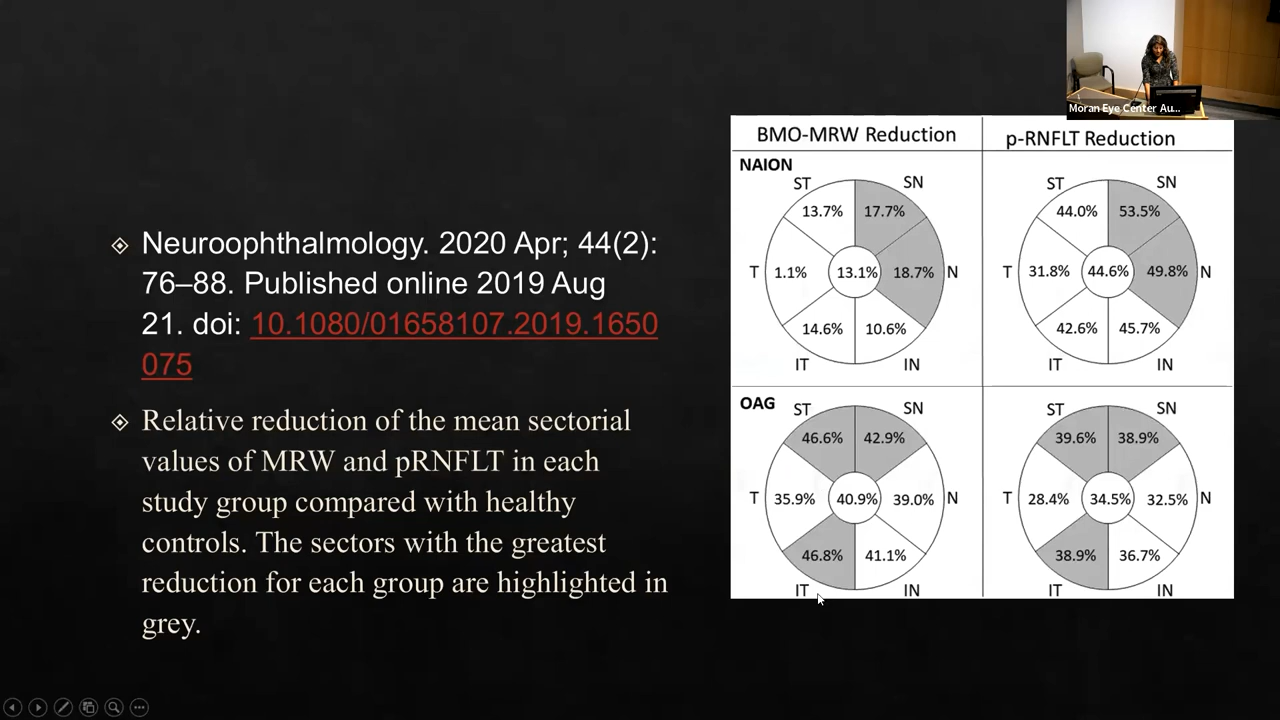 Moran Eye Center Au...
Neuroophthalmology. 2020 Apr; 44(2):
76–88. Published online 2019 Aug
21. doi: 10.1080/01658107.2019.1650
075
Relative reduction of the mean sectorial
values of MRW and pRNFLT in each
study group compared with healthy
controls. The sectors with the greatest
reduction for each group are highlighted in
grey.
BMO-MRW Reduction
p-RNFLT Reduction
NAION
ST SN
13.7% 17.7%
T 1.1% 13.1% 18.7% N
14.6% 10.6%
IT IN
ST SN
44.0% 53.5%
T 31.8% 44.6% 49.8% N
42.6% 45.7%
IT IN
OAG
ST SN
46.6% 42.9%
T 35.9% 40.9% 39.0% N
46.8% 41.1%
IT IN
ST SN
39.6% 38.9%
T 28.4% 34.5% 32.5% N
38.9% 36.7%
IT IN